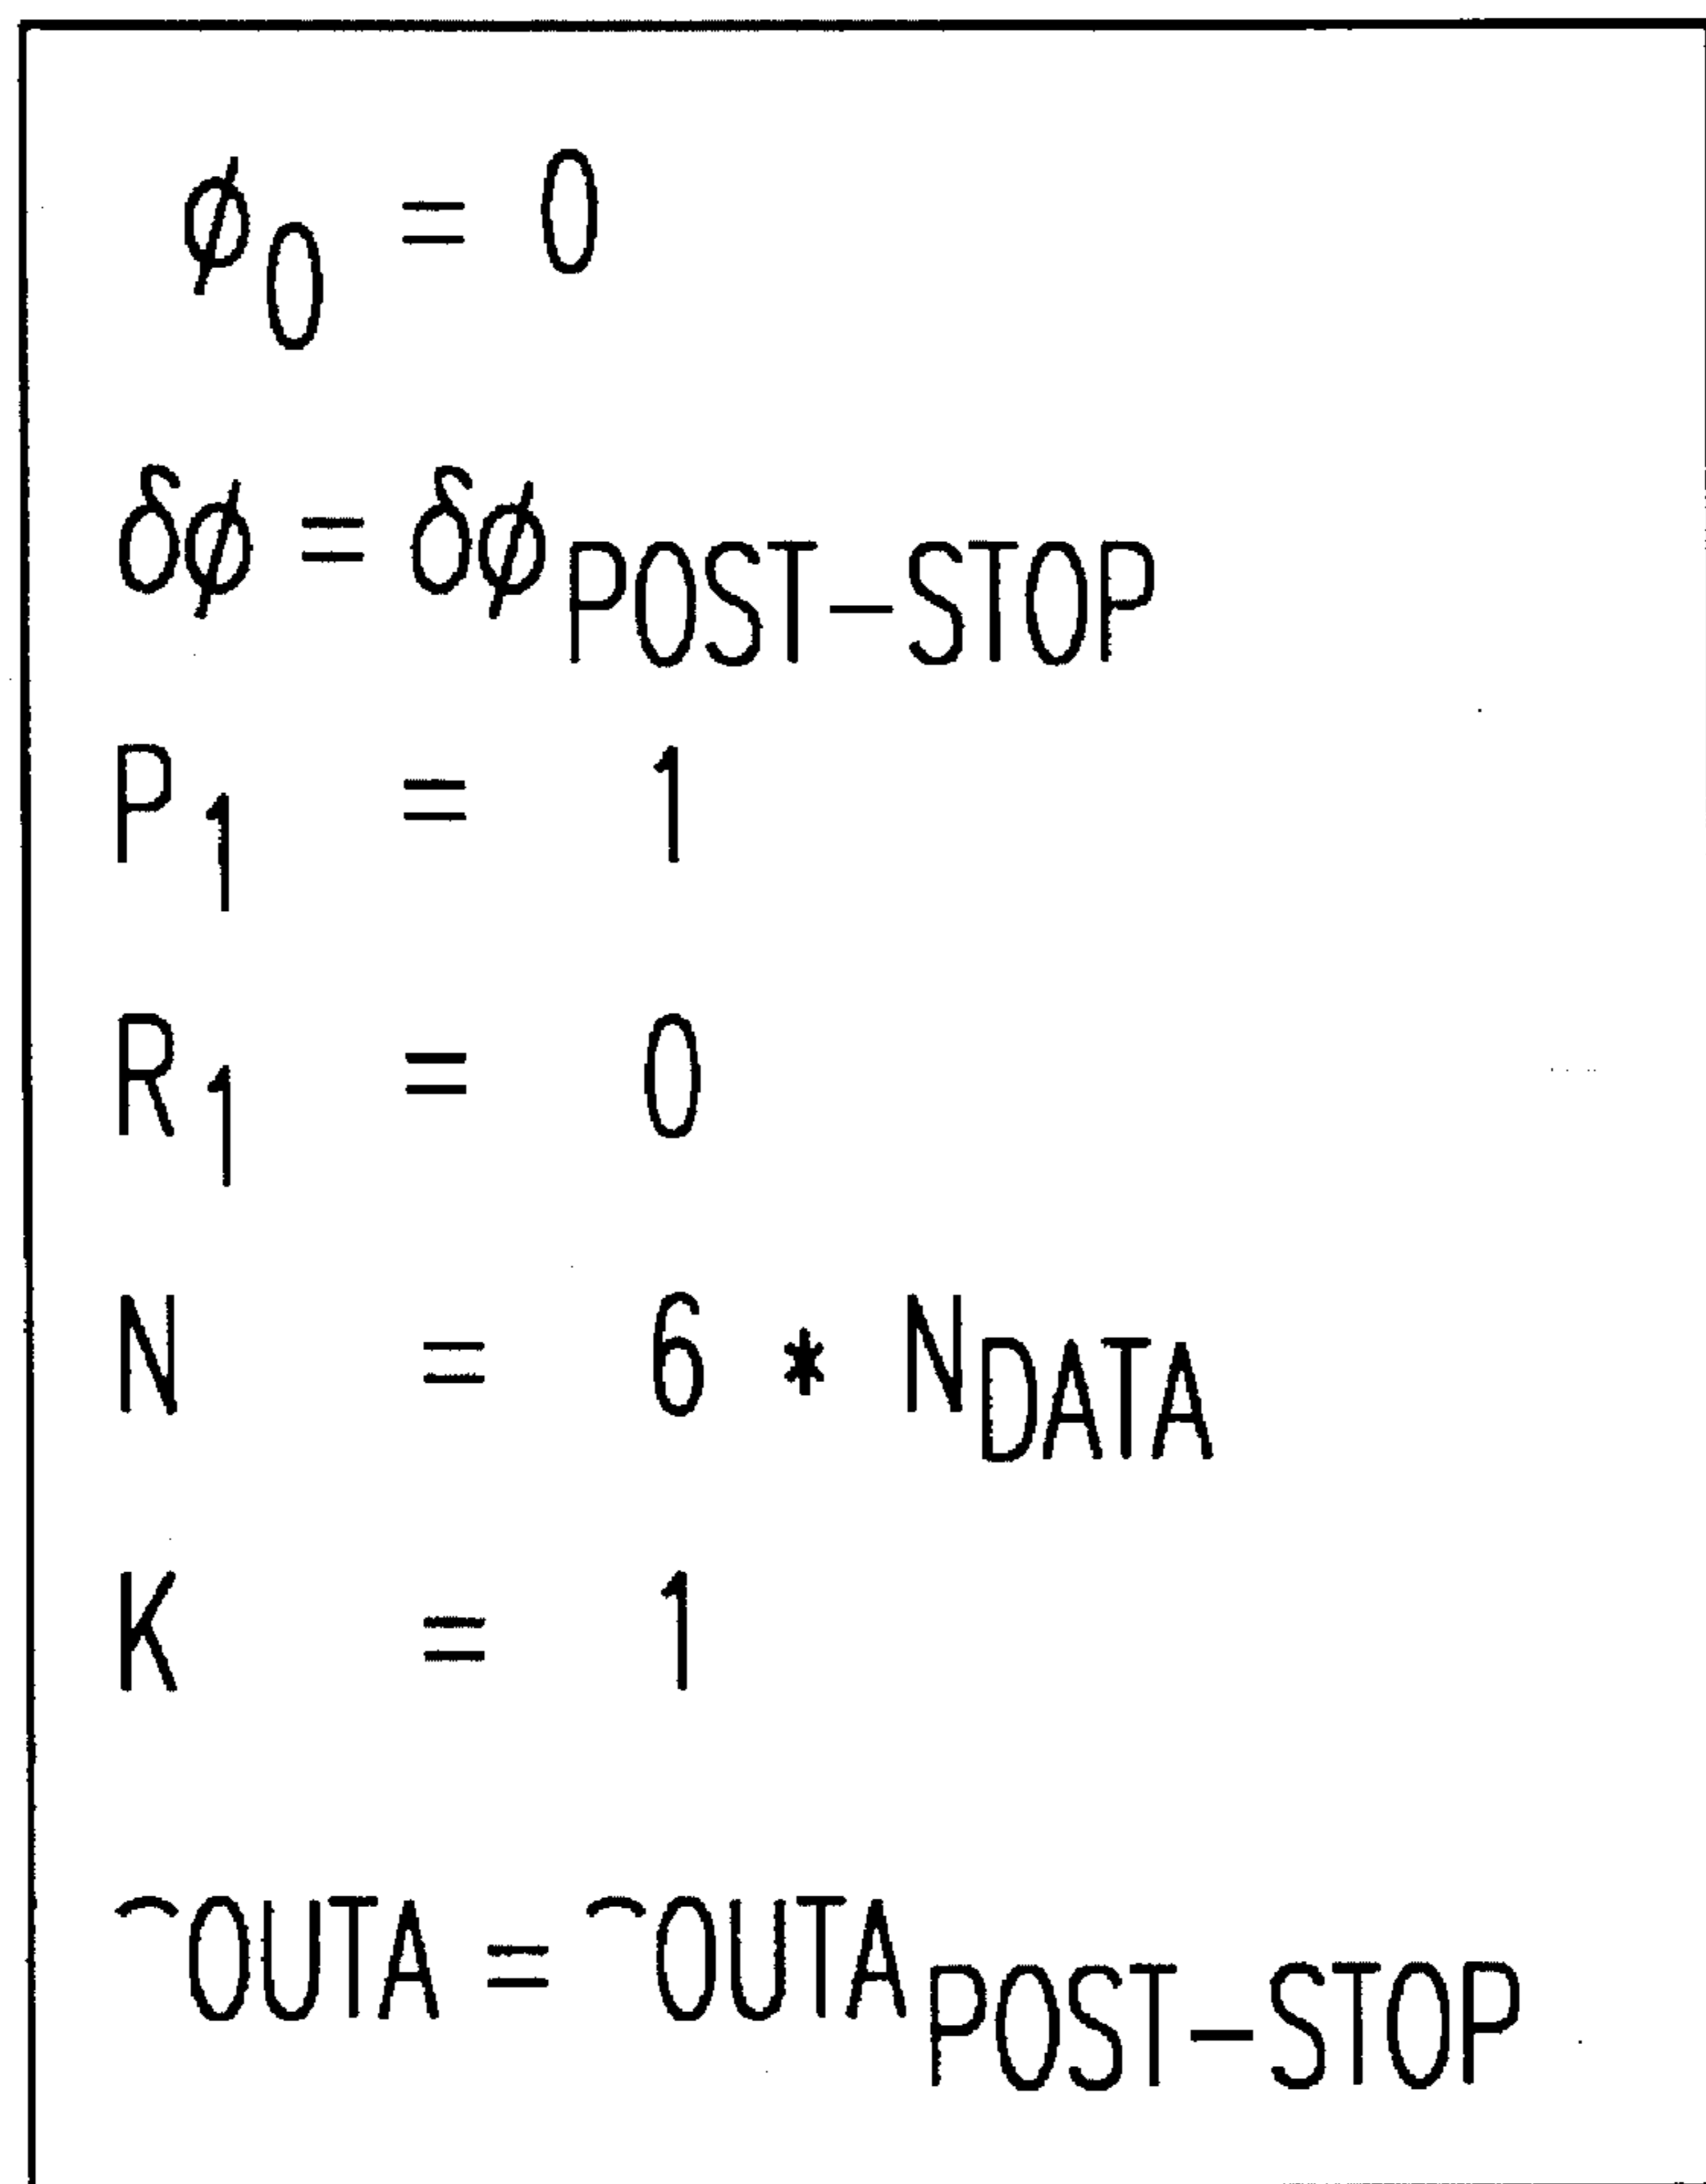 ϕ₀ = 0
δϕ = δϕPOST-STOP
P₁ = 1
R₁ = 0
N = 6 * NDATA
K = 1
⌒OUTA = ⌒OUTAPOST-STOP